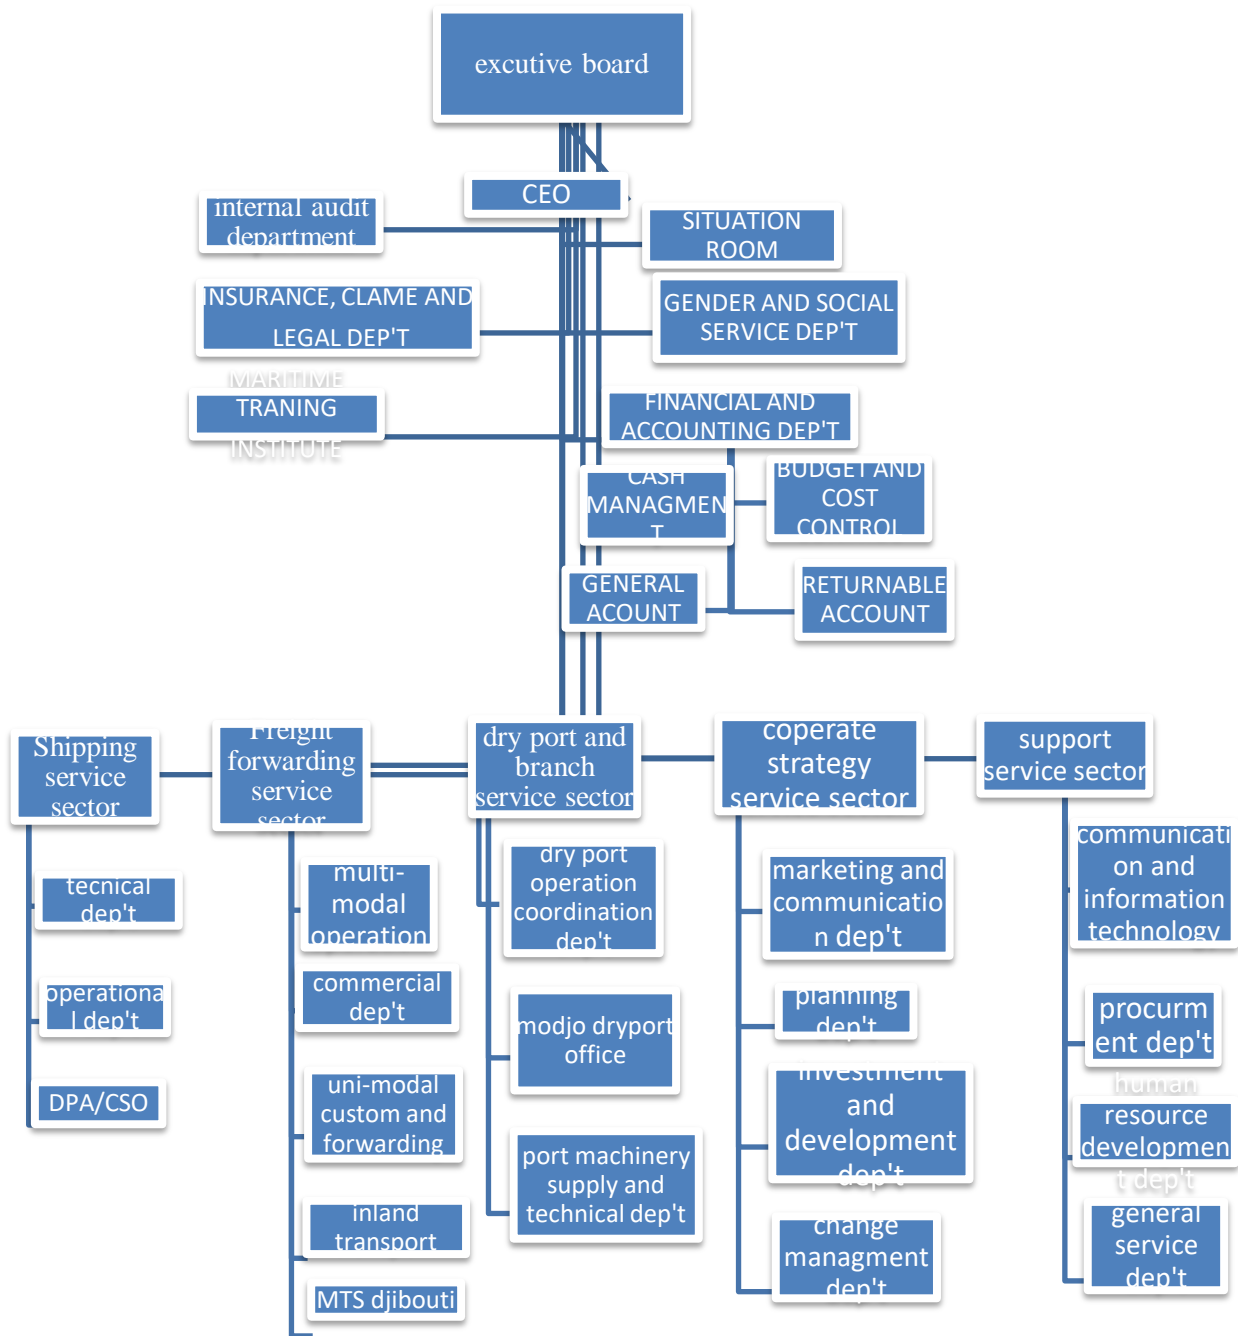 excutive board
CEO
internal audit
department
SITUATION
ROOM
INSURANCE, CLAME AND
LEGAL DEP'T
GENDER AND SOCIAL
SERVICE DEP'T
MARITIME
TRANING
INSTITUTE
FINANCIAL AND
ACCOUNTING DEP'T
CASH
MANAGMEN
T
BUDGET AND
COST
CONTROL
GENERAL
ACOUNT
RETURNABLE
ACCOUNT
Shipping
service
sector
Freight
forwarding
service
sector
dry port and
branch
service sector
coperate
strategy
service sector
support
service sector
tecnical
dep't
operationa
l dep't
DPA/CSO
multi-
modal
operation
commercial
dep't
uni-modal
custom and
forwarding
inland
transport
MTS djibouti
dry port
operation
coordination
dep't
modjo dryport
office
port machinery
supply and
technical dep't
marketing and
communicatio
n dep't
planning
dep't
investment
and
development
dep't
change
managment
dep't
communicati
on and
information
technology
procurm
ent dep't
human
resource
developmen
t dep't
general
service
dep't